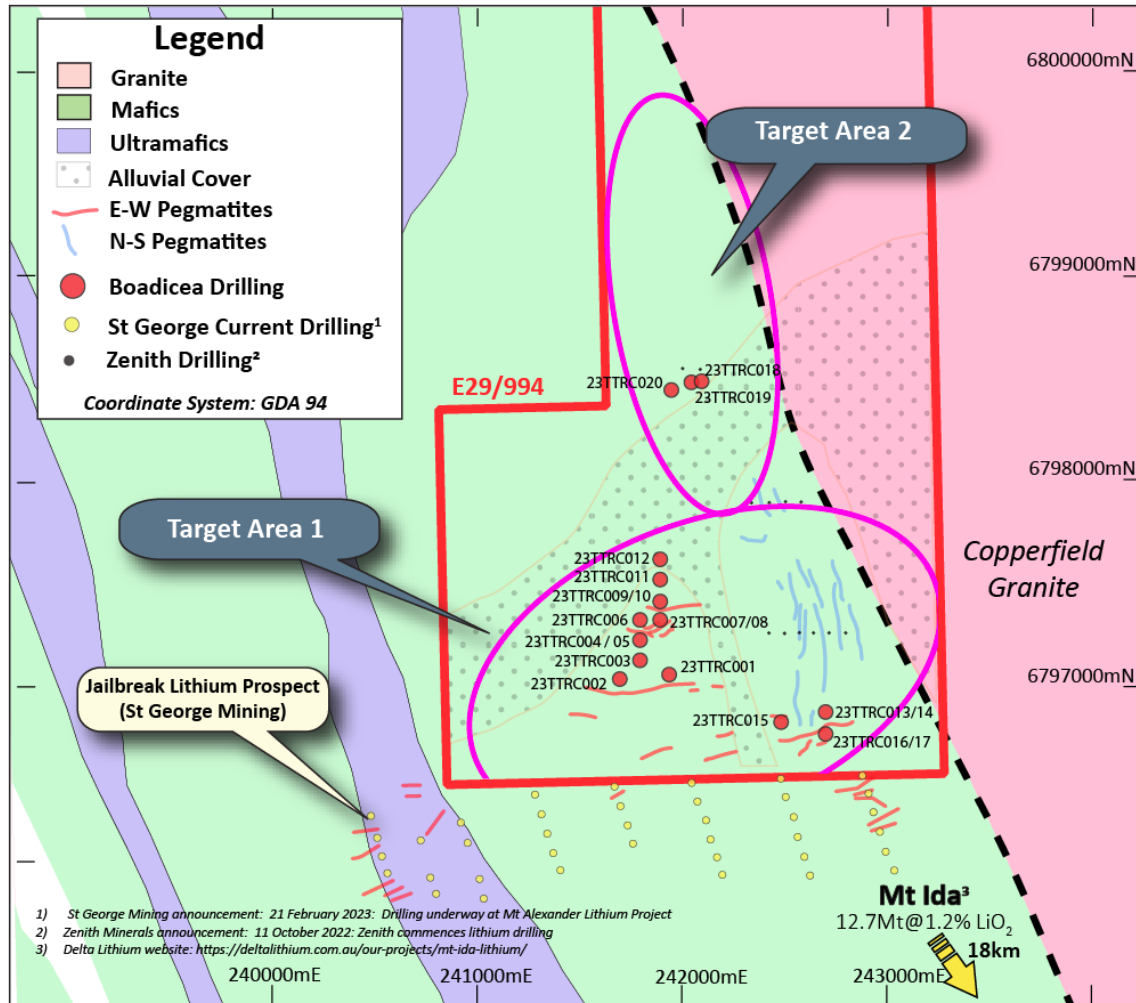 Legend
Granite
Mafics
Ultramafics
Alluvial Cover
E-W Pegmatites
N-S Pegmatites
Boadicea Drilling
St George Current Drilling¹
Zenith Drilling²
Coordinate System: GDA 94
6800000mN
Target Area 2
6799000mN
E29/994
23TTRC018
23TTRC020
23TTRC019
6798000mN
Target Area 1
Copperfield
Granite
23TTRC012
23TTRC011
23TTRC009/10
23TTRC006
23TTRC007/08
23TTRC004 / 05
23TTRC003
23TTRC001
23TTRC002
6797000mN
Jailbreak Lithium Prospect
(St George Mining)
23TTRC013/14
23TTRC015
23TTRC016/17
Mt Ida³
12.7Mt@1.2% LiO₂
18km
1) St George Mining announcement: 21 February 2023: Drilling underway at Mt Alexander Lithium Project
2) Zenith Minerals announcement: 11 October 2022: Zenith commences lithium drilling
3) Delta Lithium website: https://deltalithium.com.au/our-projects/mt-ida-lithium/
240000mE
241000mE
242000mE
243000mE